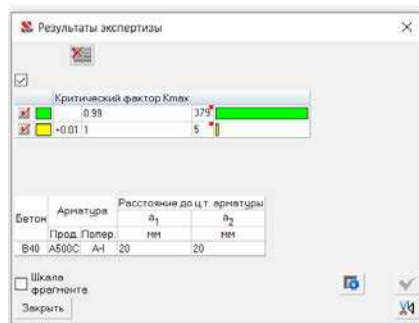 Результаты экспертизы
Критический фактор Kmax
0.99 379
+0.01 1 5
Бетон Арматура Расстояние до ц.т. арматуры
a1 a2
Прод. Попер. мм мм
B40 A500C A-I 20 20
Шкала
фрагмента
Закрыть